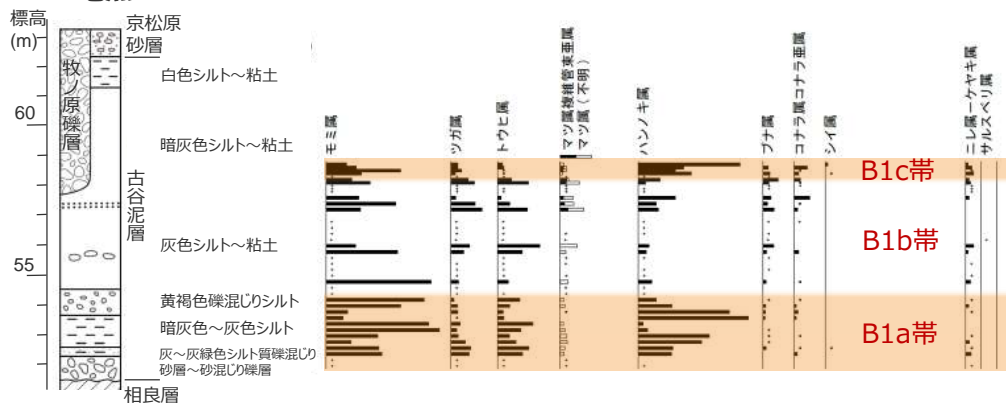 標高
(m)
京松原
砂層
牧ノ原礫層
白色シルト～粘土
60
暗灰色シルト～粘土
古谷泥層
灰色シルト～粘土
55
黄褐色礫混じりシルト
暗灰色～灰色シルト
灰～灰緑色シルト質礫混じり
砂層～砂混じり礫層
相良層
モミ属
ツガ属
トウヒ属
マツ属複維管束亜属
マツ属(不明)
ハンノキ属
ブナ属
コナラ属コナラ亜属
シイ属
ニレ属－ケヤキ属
サルスベリ属
B1c帯
B1b帯
B1a帯